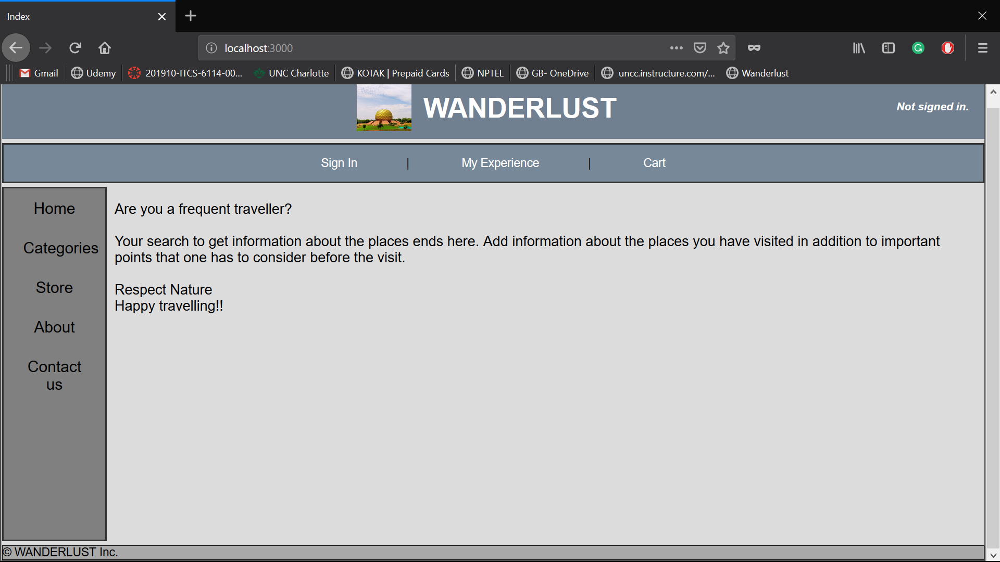 Index
localhost:3000
Gmail
Udemy
201910-ITCS-6114-00...
UNC Charlotte
KOTAK | Prepaid Cards
NPTEL
GB- OneDrive
uncc.instructure.com/...
Wanderlust
WANDERLUST
Not signed in.
Sign In | My Experience | Cart
Home
Categories
Store
About
Contact
us
Are you a frequent traveller?
Your search to get information about the places ends here. Add information about the places you have visited in addition to important
points that one has to consider before the visit.
Respect Nature
Happy travelling!!
© WANDERLUST Inc.